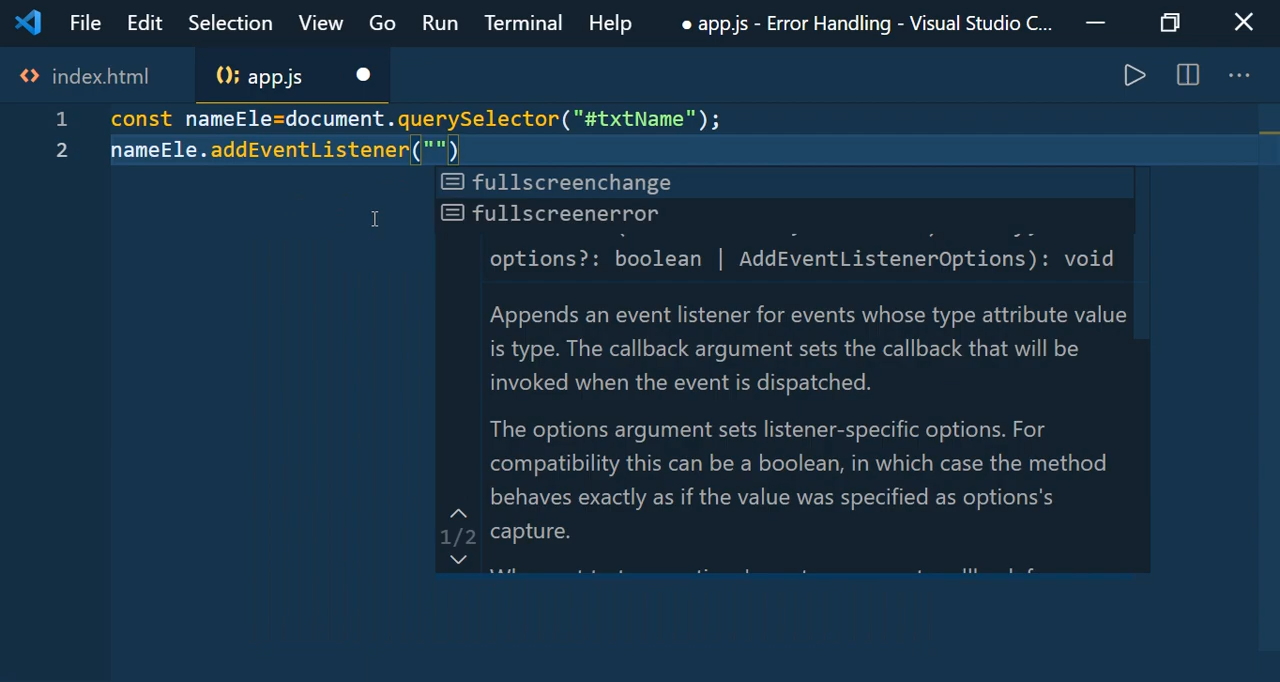 File Edit Selection View Go Run Terminal Help ● app.js - Error Handling - Visual Studio C...
index.html
(); app.js
1 const nameEle=document.querySelector("#txtName");
2 nameEle.addEventListener("")
fullscreenchange
fullscreenerror
options?: boolean | AddEventListenerOptions): void
Appends an event listener for events whose type attribute value
is type. The callback argument sets the callback that will be
invoked when the event is dispatched.
The options argument sets listener-specific options. For
compatibility this can be a boolean, in which case the method
behaves exactly as if the value was specified as options's
capture.
1/2